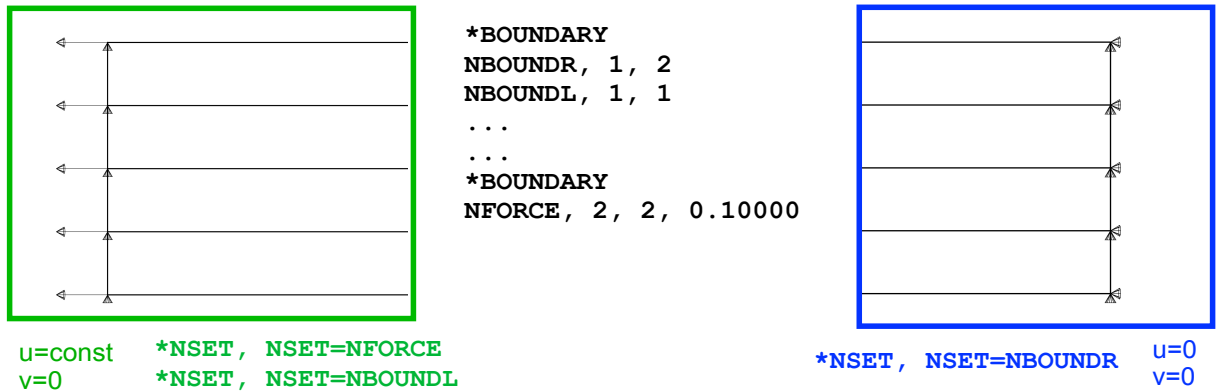 *BOUNDARY
NBOUNDR, 1, 2
NBOUNDL, 1, 1
...
...
*BOUNDARY
NFORCE, 2, 2, 0.10000
u=const
v=0
*NSET, NSET=NFORCE
*NSET, NSET=NBOUNDL
*NSET, NSET=NBOUNDR
u=0
v=0